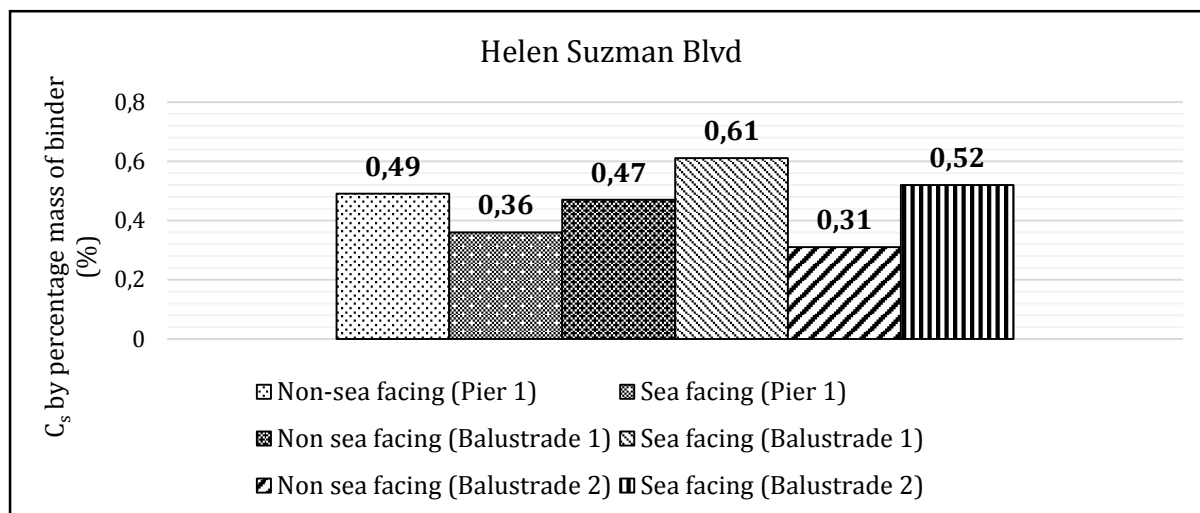 Helen Suzman Blvd
C_s by percentage mass of binder
(%)
0,8
0,6
0,4
0,2
0
0,49
0,36
0,47
0,61
0,31
0,52
Non-sea facing (Pier 1)
Sea facing (Pier 1)
Non sea facing (Balustrade 1)
Sea facing (Balustrade 1)
Non sea facing (Balustrade 2)
Sea facing (Balustrade 2)